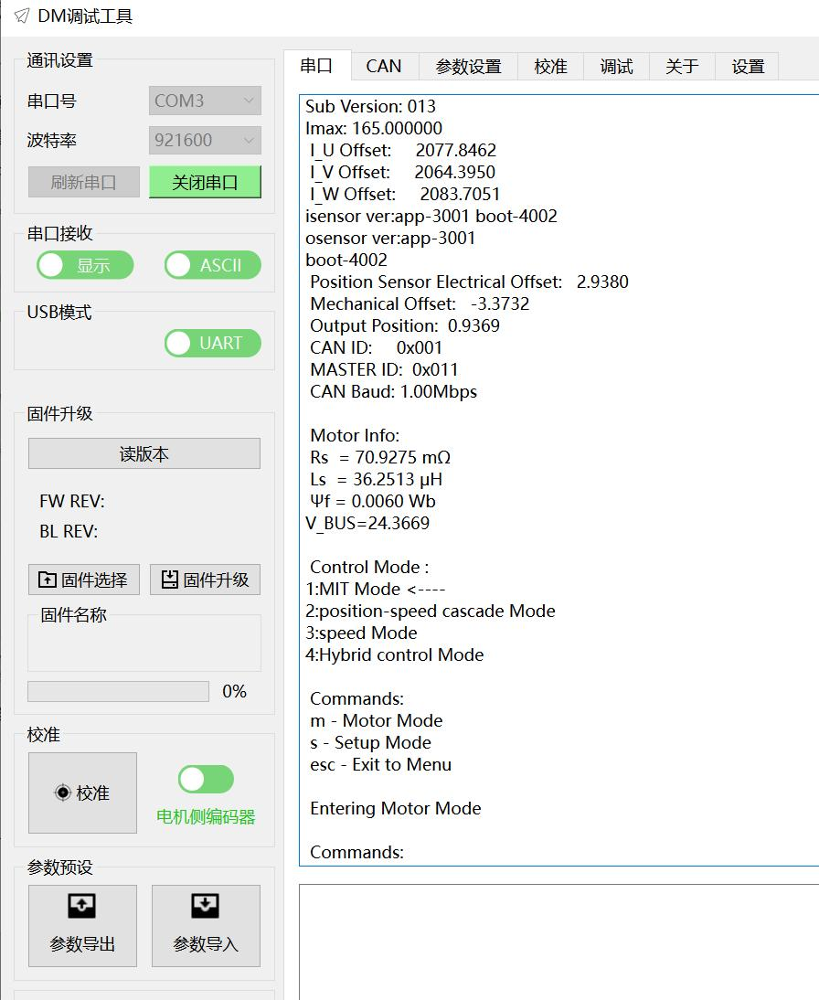 DM调试工具
通讯设置
串口号 COM3
波特率 921600
刷新串口 关闭串口
串口接收
显示 ASCII
USB模式
UART
固件升级
读版本
FW REV:
BL REV:
固件选择 固件升级
固件名称
0%
校准
校准
电机侧编码器
参数预设
参数导出 参数导入
串口 CAN 参数设置 校准 调试 关于 设置
Sub Version: 013
Imax: 165.000000
I_U Offset: 2077.8462
I_V Offset: 2064.3950
I_W Offset: 2083.7051
isensor ver:app-3001 boot-4002
osensor ver:app-3001
boot-4002
Position Sensor Electrical Offset: 2.9380
Mechanical Offset: -3.3732
Output Position: 0.9369
CAN ID: 0x001
MASTER ID: 0x011
CAN Baud: 1.00Mbps
Motor Info:
Rs = 70.9275 mΩ
Ls = 36.2513 μH
Ψf = 0.0060 Wb
V_BUS=24.3669
Control Mode :
1:MIT Mode <----
2:position-speed cascade Mode
3:speed Mode
4:Hybrid control Mode
Commands:
m - Motor Mode
s - Setup Mode
esc - Exit to Menu
Entering Motor Mode
Commands: